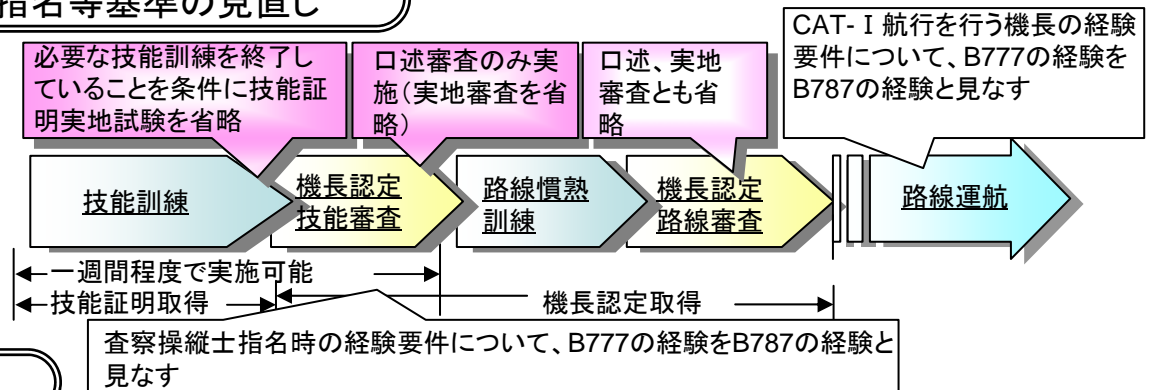 指名等基準の見直し
必要な技能訓練を終了し
ていることを条件に技能証
明実地試験を省略
口述審査のみ実
施(実地審査を省
略)
口述、実地
審査とも省
略
CAT-Ⅰ航行を行う機長の経験
要件について、B777の経験を
B787の経験と見なす
技能訓練
機長認定
技能審査
路線慣熟
訓練
機長認定
路線審査
路線運航
一週間程度で実施可能
技能証明取得
機長認定取得
査察操縦士指名時の経験要件について、B777の経験をB787の経験と
見なす